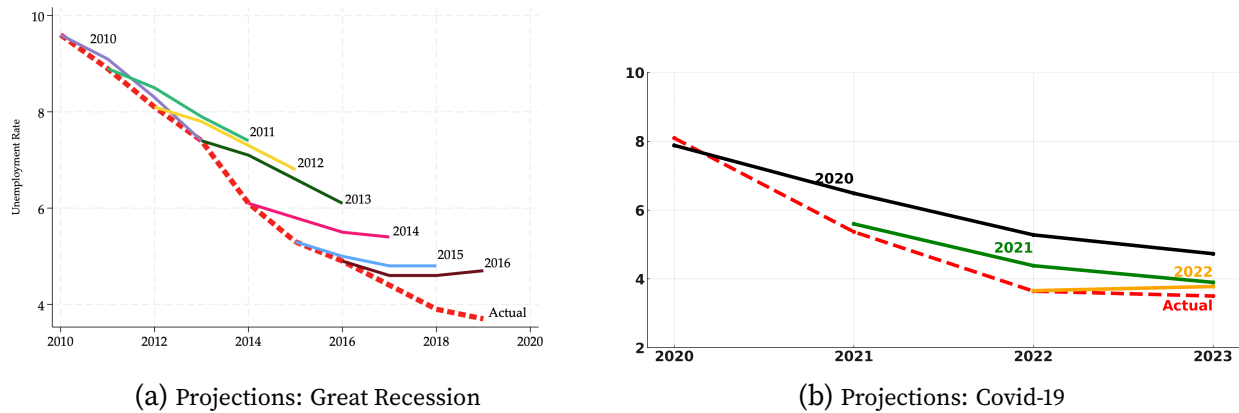 10
8
6
4
Unemployment Rate
2010
2011
2012
2013
2014
2015
2016
Actual
2010 2012 2014 2016 2018 2020
(a) Projections: Great Recession
10
8
6
4
2
2020
2021
2022
Actual
2020 2021 2022 2023
(b) Projections: Covid-19